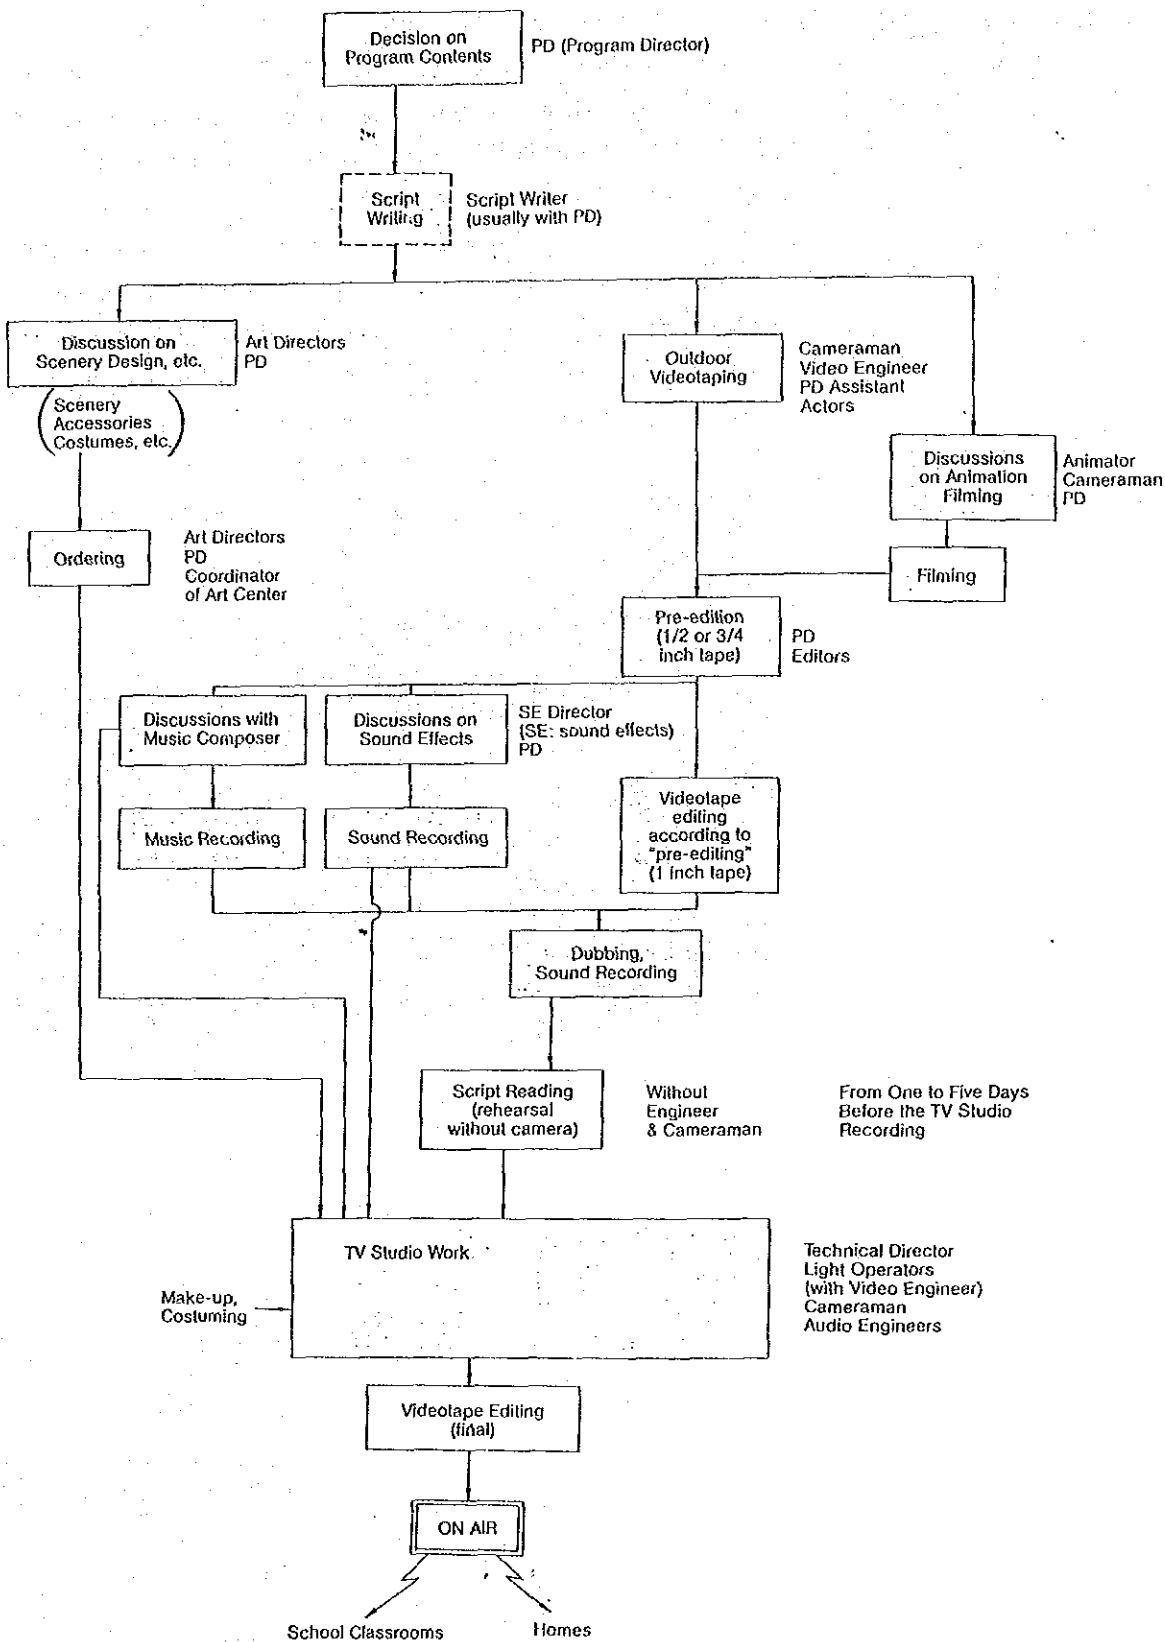 Decision on
Program Contents
PD (Program Director)
Script
Writing
Script Writer
(usually with PD)
Discussion on
Scenery Design, etc.
Art Directors
PD
(Scenery
Accessories
Costumes, etc.)
Outdoor
Videotaping
Cameraman
Video Engineer
PD Assistant
Actors
Discussions
on Animation
Filming
Animator
Cameraman
PD
Ordering
Art Directors
PD
Coordinator
of Art Center
Filming
Pre-edition
(1/2 or 3/4
inch tape)
PD
Editors
Discussions with
Music Composer
Discussions on
Sound Effects
SE Director
(SE: sound effects)
PD
Music Recording
Sound Recording
Videotape
editing
according to
"pre-editing"
(1 inch tape)
Dubbing,
Sound Recording
Script Reading
(rehearsal
without camera)
Without
Engineer
& Cameraman
From One to Five Days
Before the TV Studio
Recording
TV Studio Work
Technical Director
Light Operators
(with Video Engineer)
Cameraman
Audio Engineers
Make-up,
Costuming
Videotape Editing
(final)
ON AIR
School Classrooms
Homes